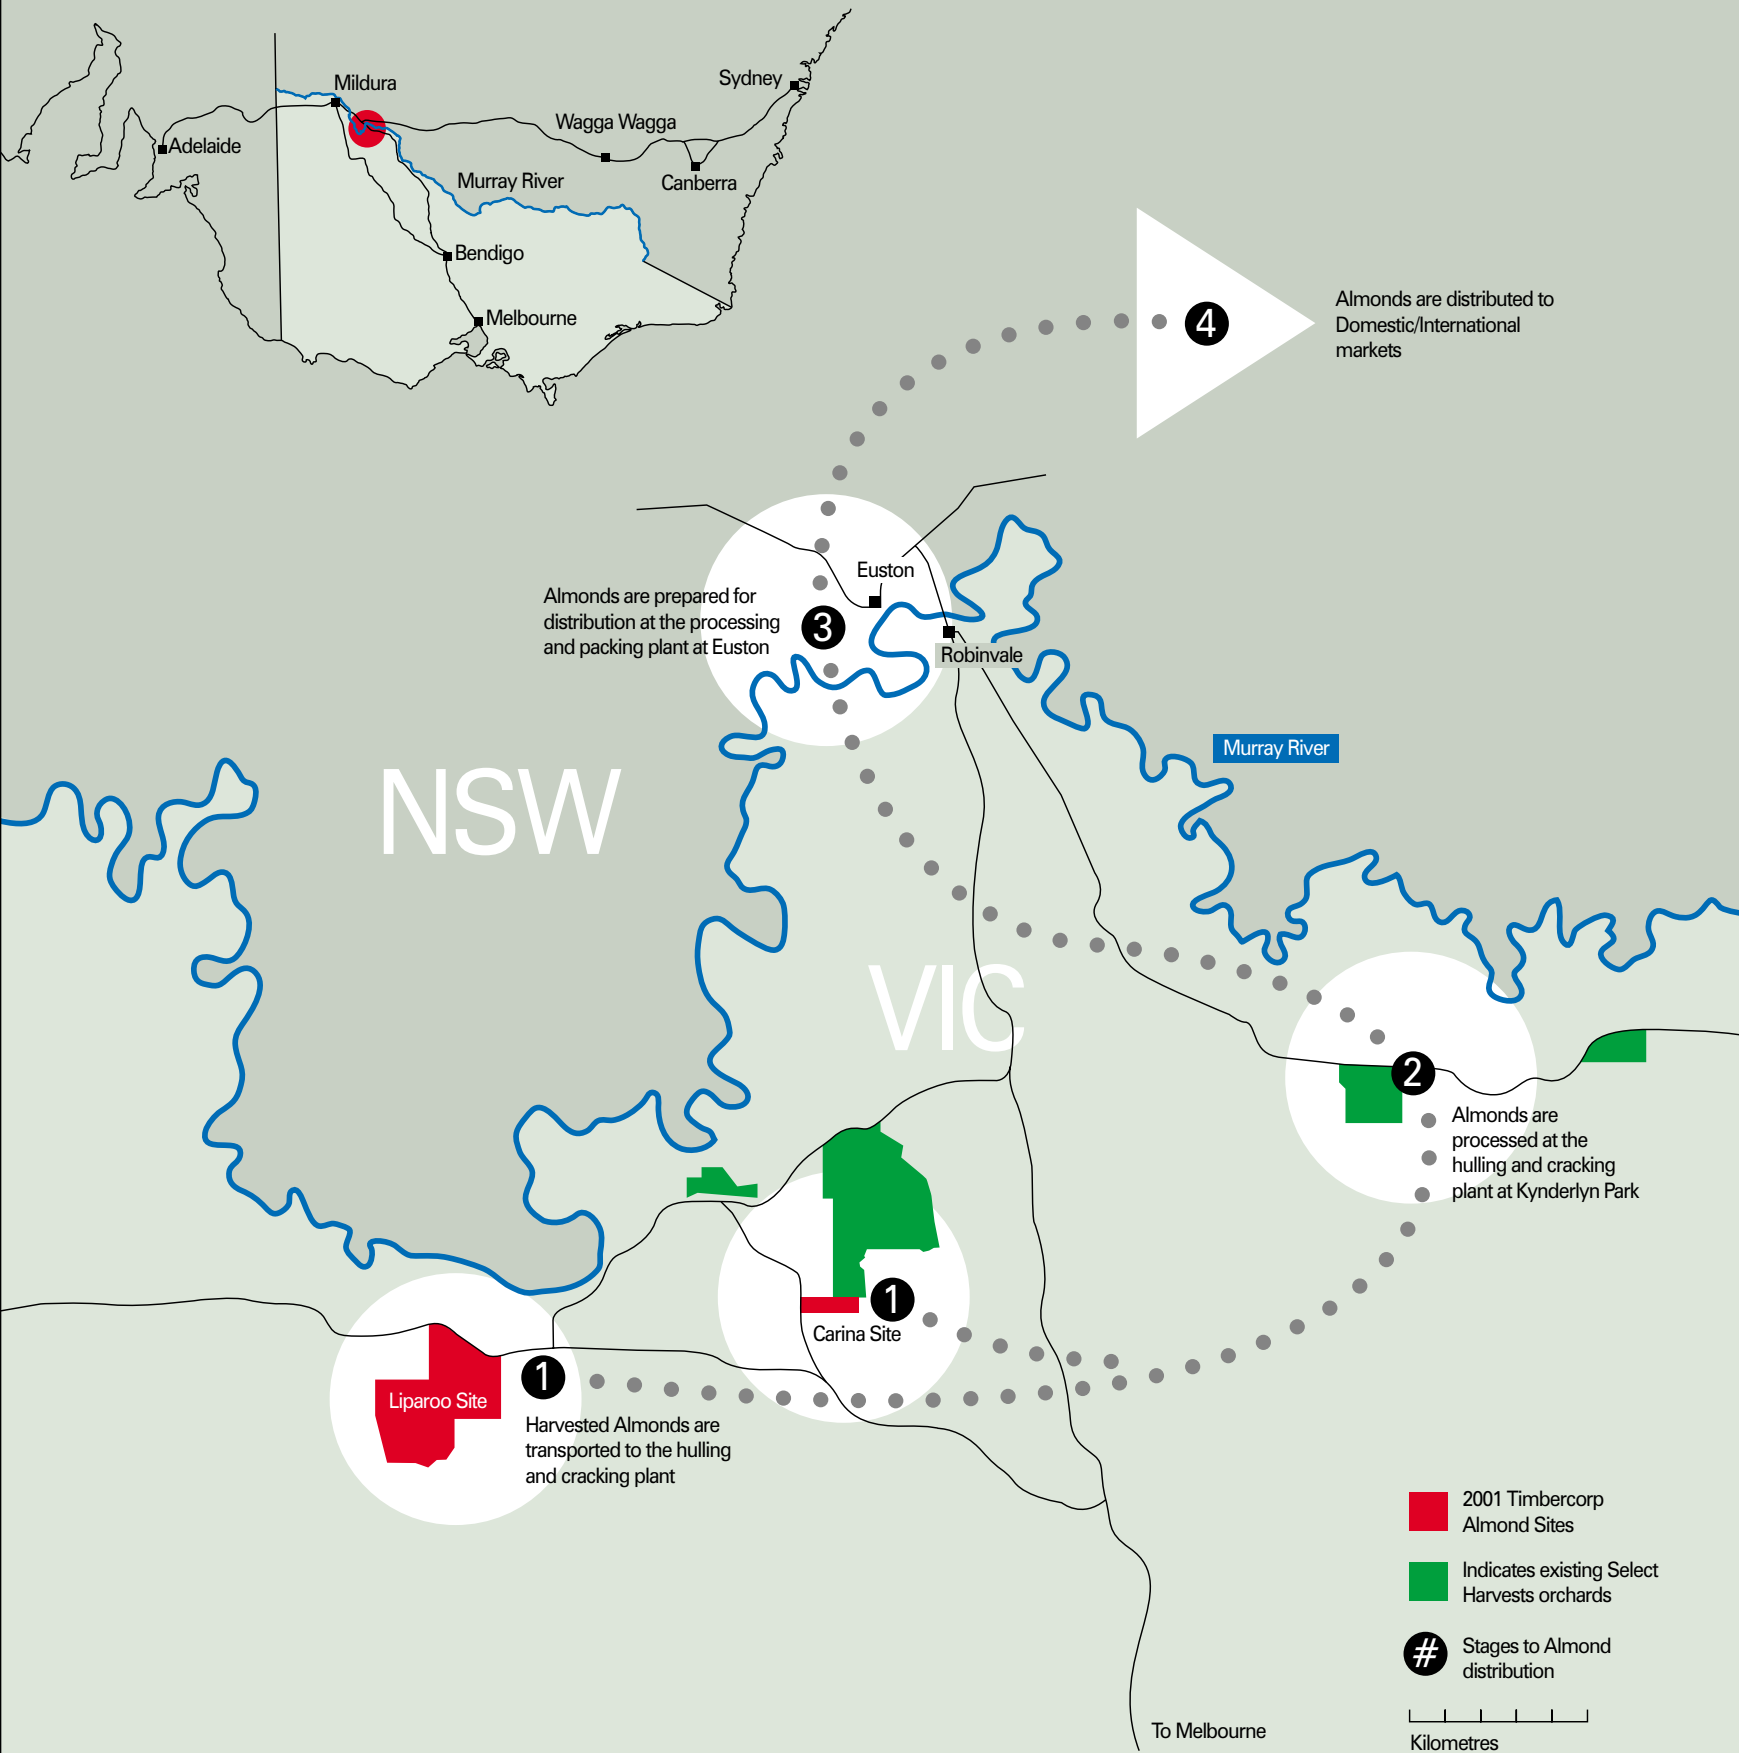 Mildura
Sydney
Wagga Wagga
Adelaide
Canberra
Murray River
Bendigo
Melbourne
4
Almonds are distributed to
Domestic/International
markets
Euston
Almonds are prepared for
distribution at the processing
and packing plant at Euston
3
Robinvale
Murray River
NSW
VIC
2
Almonds are
processed at the
hulling and cracking
plant at Kynderlyn Park
1
Carina Site
1
Liparoo Site
Harvested Almonds are
transported to the hulling
and cracking plant
2001 Timbercorp
Almond Sites
Indicates existing Select
Harvests orchards
#
Stages to Almond
distribution
To Melbourne
Kilometres